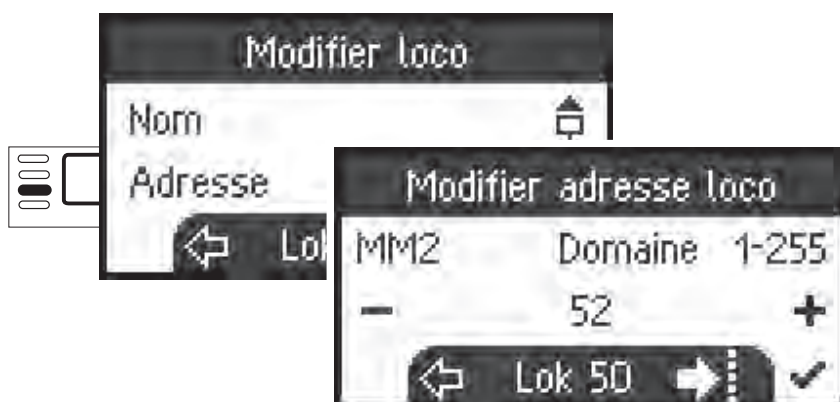 Modifier loco
Nom
Adresse
Modifier adresse loco
MM2 Domaine 1-255
52
Lok 50